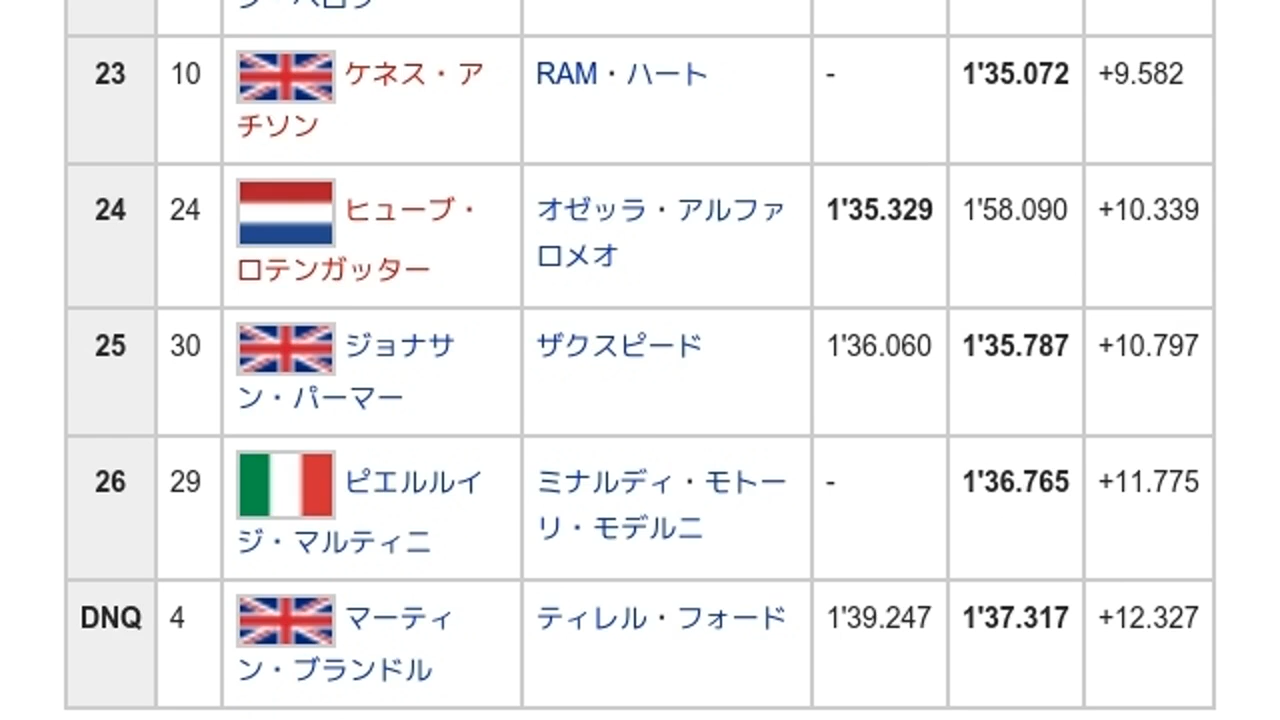 23 10 ケネス・ア RAM・ハート - 1'35.072 +9.582
チソン
24 24 ヒューブ・ オゼッラ・アルファ 1'35.329 1'58.090 +10.339
ロメオ
ロテンガッター
25 30 ジョナサ ザクスピード 1'36.060 1'35.787 +10.797
ン・パーマー
26 29 ピエルルイ ミナルディ・モトー - 1'36.765 +11.775
リ・モデルニ
ジ・マルティニ
DNQ 4 マーティ ティレル・フォード 1'39.247 1'37.317 +12.327
ン・ブランドル